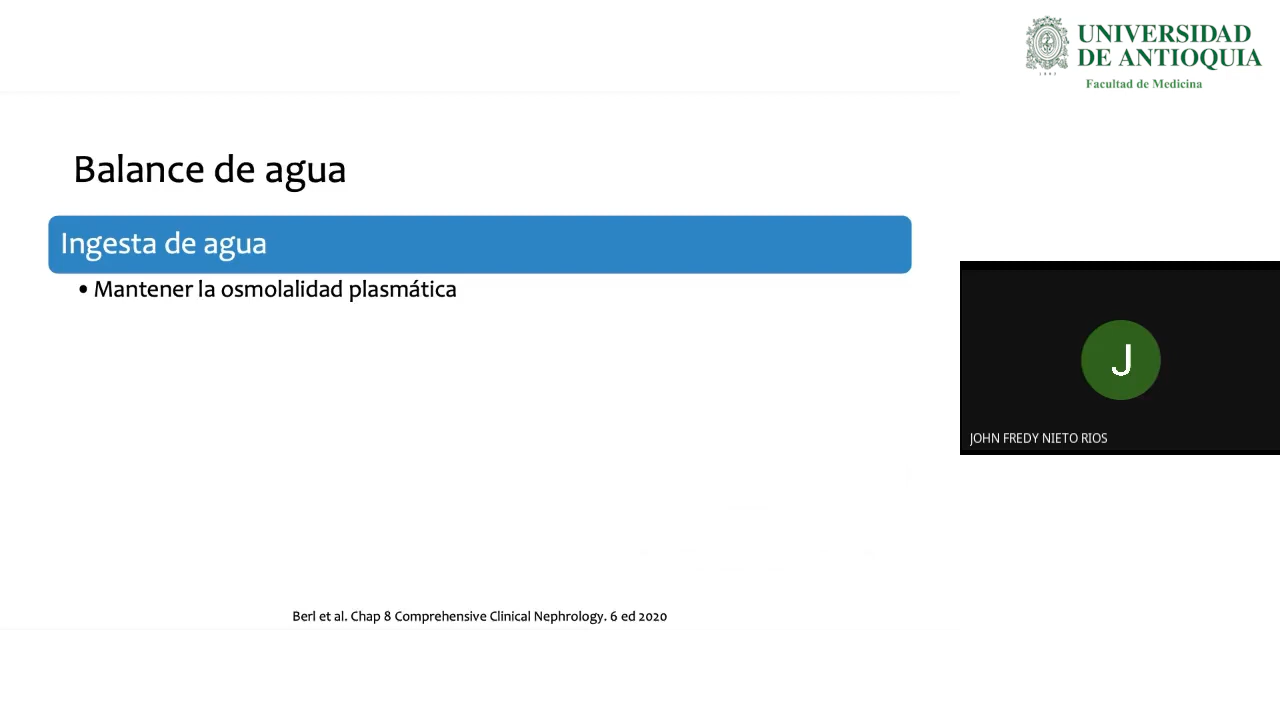 UNIVERSIDAD
DE ANTIOQUIA
1803
Facultad de Medicina
Balance de agua
Ingesta de agua
• Mantener la osmolalidad plasmática
J
JOHN FREDY NIETO RIOS
Berl et al. Chap 8 Comprehensive Clinical Nephrology. 6 ed 2020